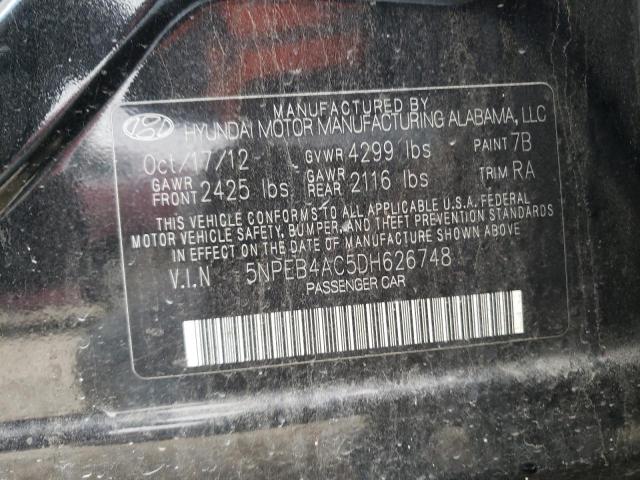 MANUFACTURED BY
HYUNDAI MOTOR MANUFACTURING ALABAMA, LLC
Oct/17/12 GVWR 4299 lbs PAINT 7B
GAWR FRONT 2425 lbs GAWR REAR 2116 lbs TRIM RA
THIS VEHICLE CONFORMS TO ALL APPLICABLE U.S.A. FEDERAL
MOTOR VEHICLE SAFETY, BUMPER, AND THEFT PREVENTION STANDARDS
IN EFFECT ON THE DATE OF MANUFACTURE SHOWN ABOVE
V.I.N 5NPEB4AC5DH626748
PASSENGER CAR